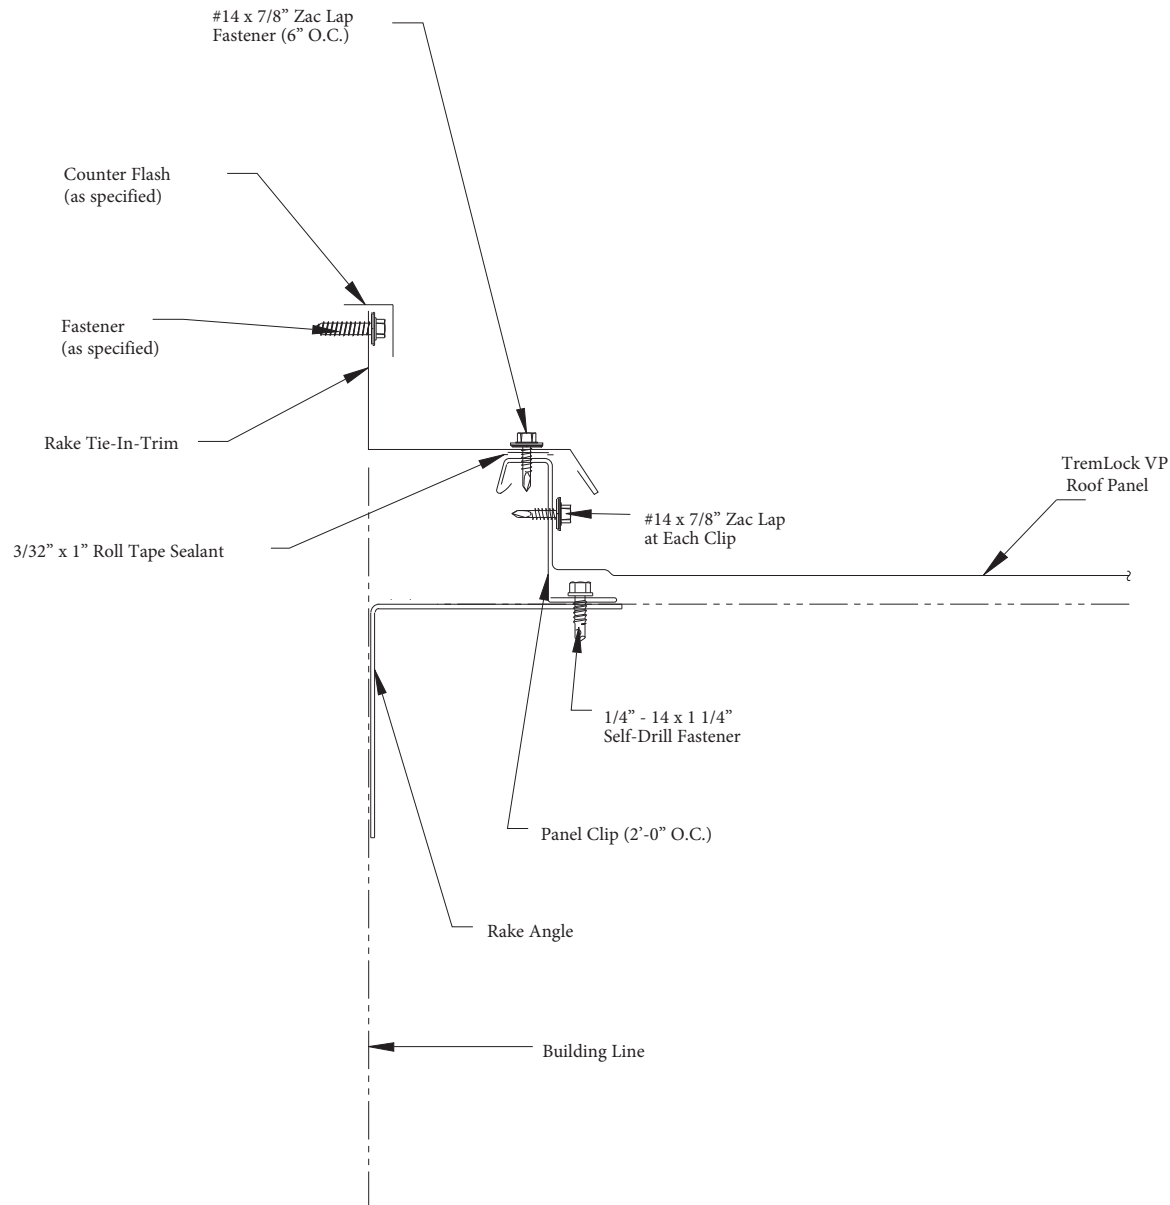 #14 x 7/8” Zac Lap
Fastener (6” O.C.)
Counter Flash
(as specified)
Fastener
(as specified)
Rake Tie-In-Trim
TremLock VP
Roof Panel
#14 x 7/8” Zac Lap
at Each Clip
3/32” x 1” Roll Tape Sealant
1/4” - 14 x 1 1/4”
Self-Drill Fastener
Panel Clip (2’-0” O.C.)
Rake Angle
Building Line